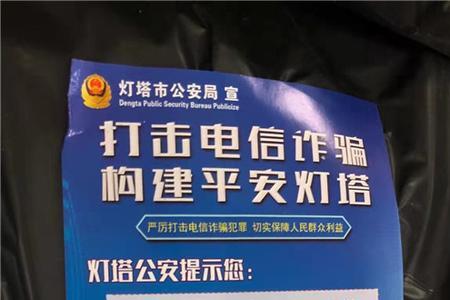 灯塔市公安局 宣
Dengta Public Security Bureau Publicize
打击电信诈骗
构建平安灯塔
严厉打击电信诈骗犯罪 切实保障人民群众利益
灯塔公安提示您：